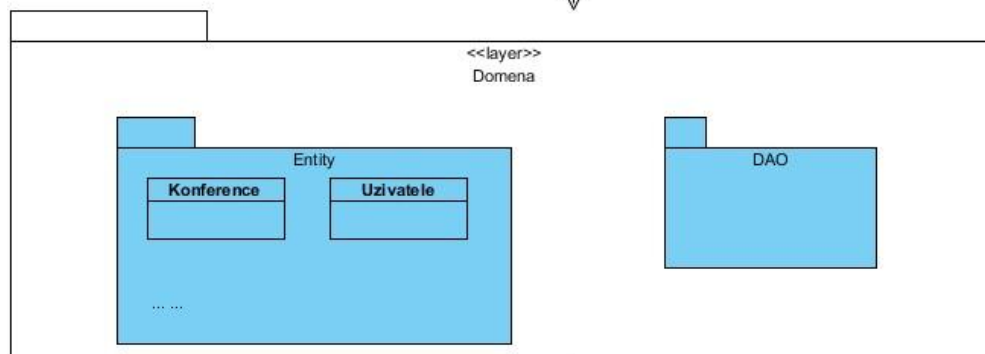 <<layer>>
Domena
Entity
DAO
Konference
Uzivatele
... ...